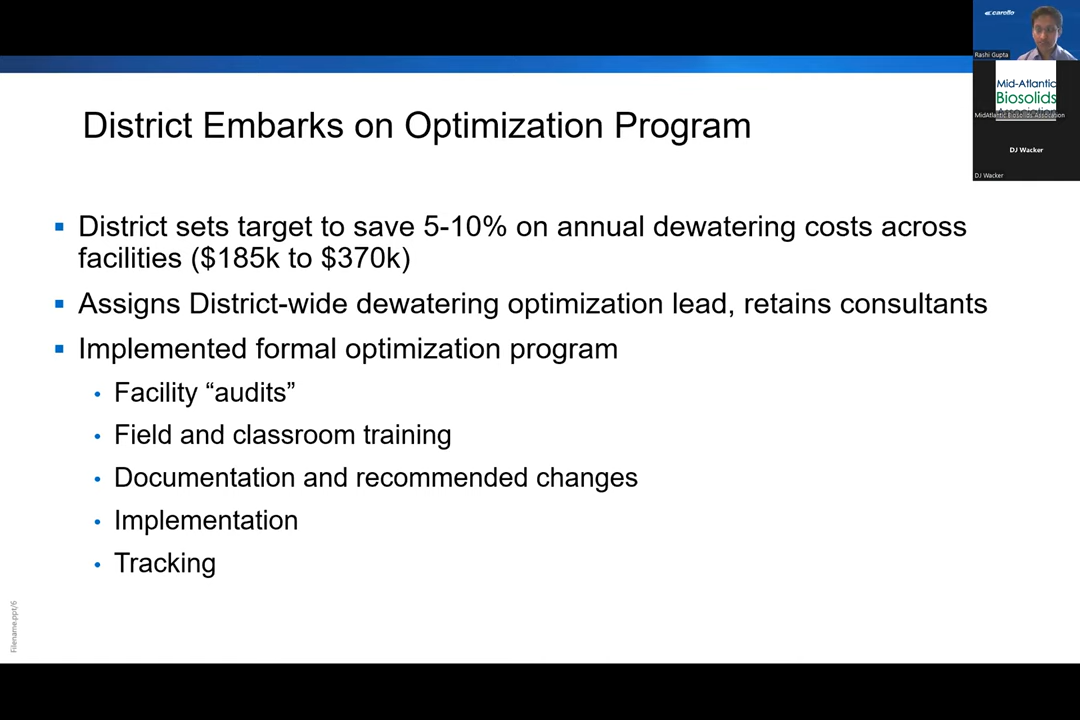 District Embarks on Optimization Program
▪ District sets target to save 5-10% on annual dewatering costs across
facilities ($185k to $370k)
▪ Assigns District-wide dewatering optimization lead, retains consultants
▪ Implemented formal optimization program
• Facility “audits”
• Field and classroom training
• Documentation and recommended changes
• Implementation
• Tracking
Filename.ppt/6
carollo
Rashi Gupta
Mid-Atlantic
Biosolids
Association
MidAtlantic Biosolids Association
DJ Wacker
DJ Wacker